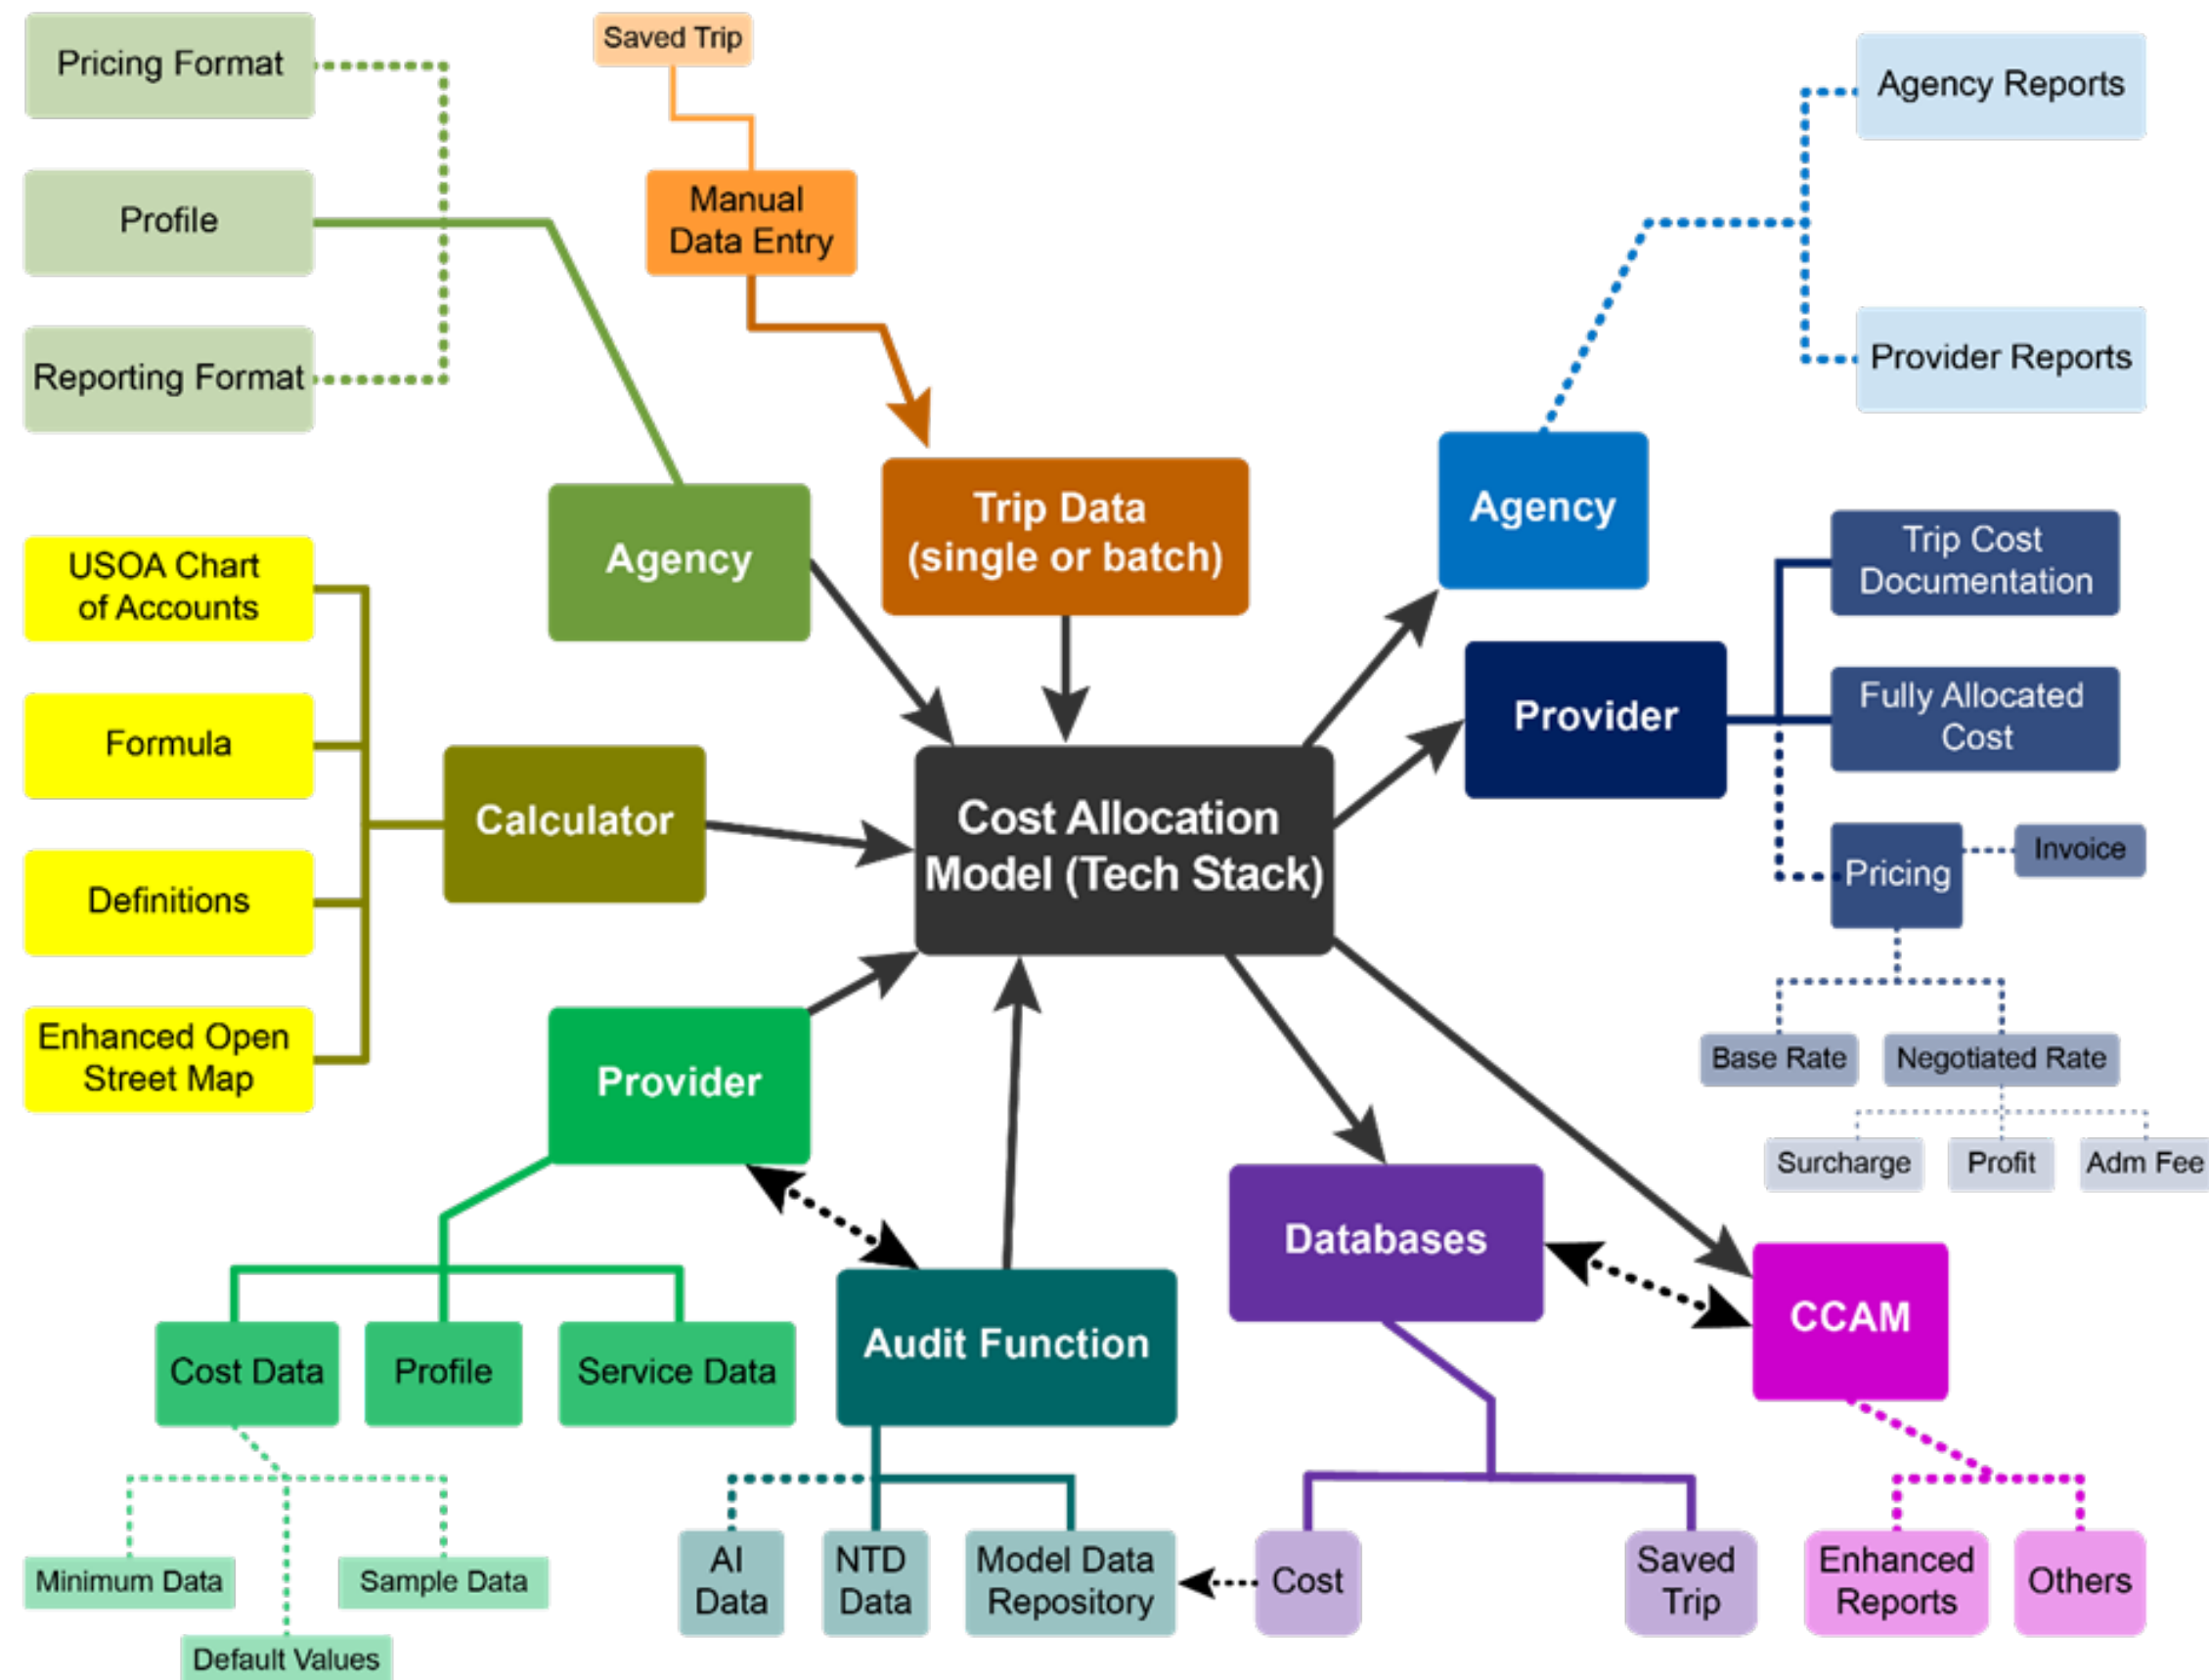 Pricing Format
Saved Trip
Agency Reports
Profile
Manual
Data Entry
Reporting Format
Provider Reports
Agency
Trip Data
(single or batch)
Agency
USOA Chart
of Accounts
Trip Cost
Documentation
Formula
Provider
Fully Allocated
Cost
Calculator
Cost Allocation
Model (Tech Stack)
Pricing
Invoice
Definitions
Enhanced Open
Street Map
Base Rate
Negotiated Rate
Provider
Surcharge
Profit
Adm Fee
Databases
CCAM
Audit Function
Cost Data
Profile
Service Data
Minimum Data
Sample Data
Default Values
AI
Data
NTD
Data
Model Data
Repository
Cost
Saved
Trip
Enhanced
Reports
Others